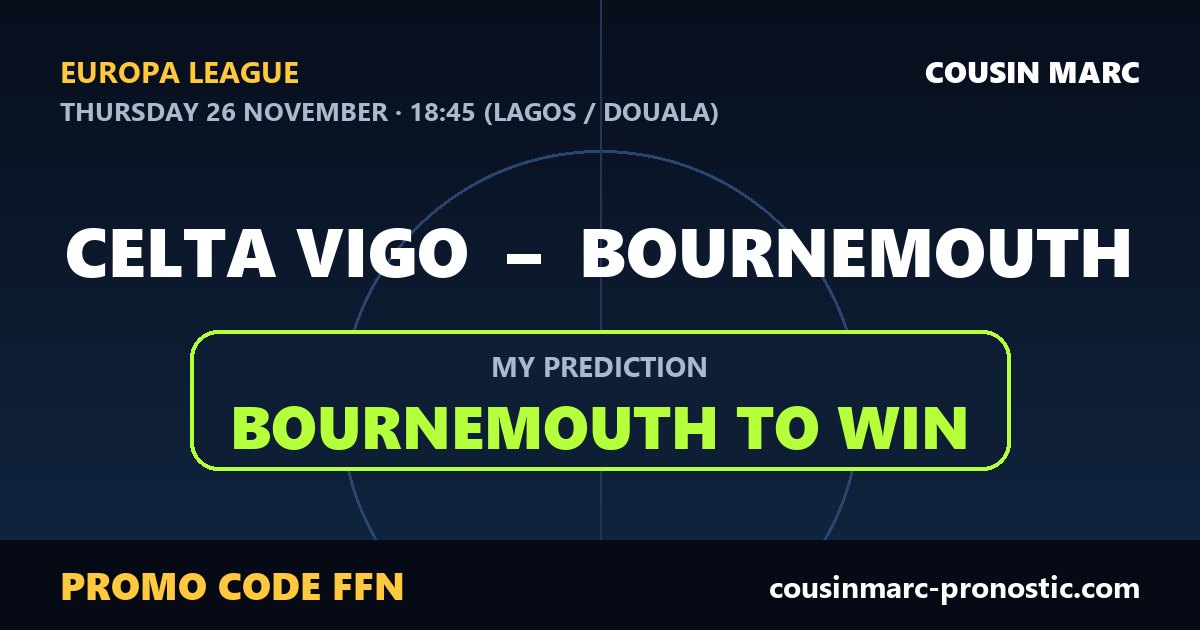 EUROPA LEAGUE
COUSIN MARC
THURSDAY 26 NOVEMBER · 18:45 (LAGOS / DOUALA)
CELTA VIGO – BOURNEMOUTH
MY PREDICTION
BOURNEMOUTH TO WIN
PROMO CODE FFN
cousinmarc-pronostic.com